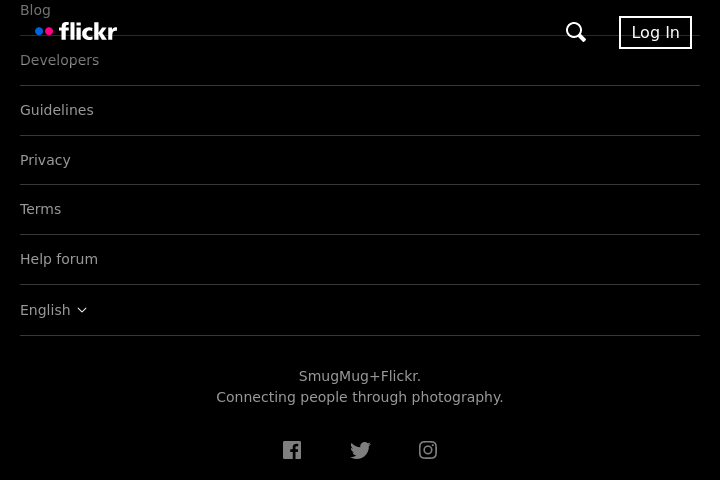 Blog
flickr
Log In
Developers
Guidelines
Privacy
Terms
Help forum
English
SmugMug+Flickr.
Connecting people through photography.